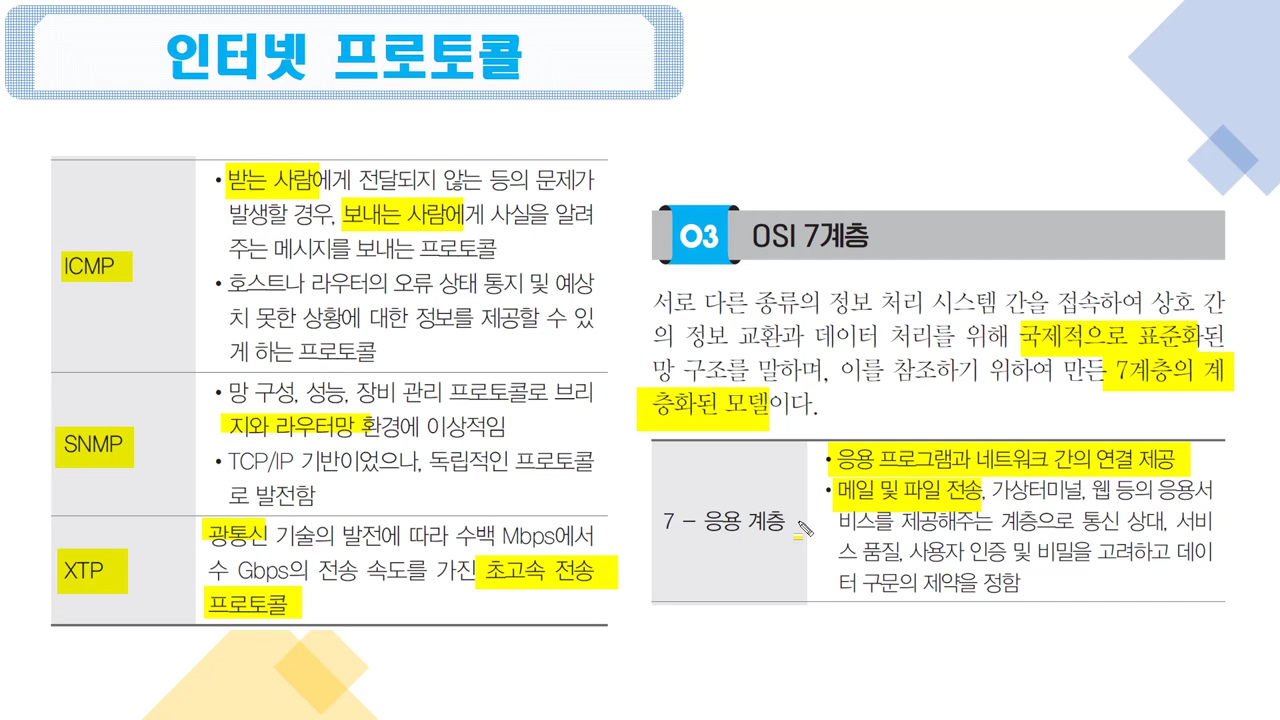 인터넷 프로토콜
ICMP
• 받는 사람에게 전달되지 않는 등의 문제가
발생할 경우, 보내는 사람에게 사실을 알려
주는 메시지를 보내는 프로토콜
• 호스트나 라우터의 오류 상태 통지 및 예상
치 못한 상황에 대한 정보를 제공할 수 있
게 하는 프로토콜
SNMP
• 망 구성, 성능, 장비 관리 프로토콜로 브리
지와 라우터망 환경에 이상적임
• TCP/IP 기반이었으나, 독립적인 프로토콜
로 발전함
XTP
광통신 기술의 발전에 따라 수백 Mbps에서
수 Gbps의 전송 속도를 가진 초고속 전송
프로토콜
03 OSI 7계층
서로 다른 종류의 정보 처리 시스템 간을 접속하여 상호 간
의 정보 교환과 데이터 처리를 위해 국제적으로 표준화된
망 구조를 말하며, 이를 참조하기 위하여 만든 7계층의 계
층화된 모델이다.
7 - 응용 계층
• 응용 프로그램과 네트워크 간의 연결 제공
• 메일 및 파일 전송, 가상터미널, 웹 등의 응용서
비스를 제공해주는 계층으로 통신 상대, 서비
스 품질, 사용자 인증 및 비밀을 고려하고 데이
터 구문의 제약을 정함